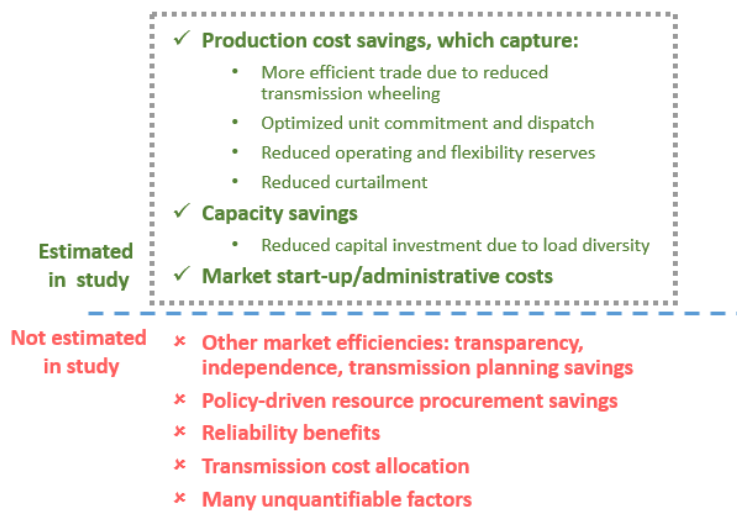 ✓ Production cost savings, which capture:
• More efficient trade due to reduced
transmission wheeling
• Optimized unit commitment and dispatch
• Reduced operating and flexibility reserves
• Reduced curtailment
✓ Capacity savings
• Reduced capital investment due to load diversity
✓ Market start-up/administrative costs
Estimated
in study
Not estimated
in study
× Other market efficiencies: transparency,
independence, transmission planning savings
× Policy-driven resource procurement savings
× Reliability benefits
× Transmission cost allocation
× Many unquantifiable factors